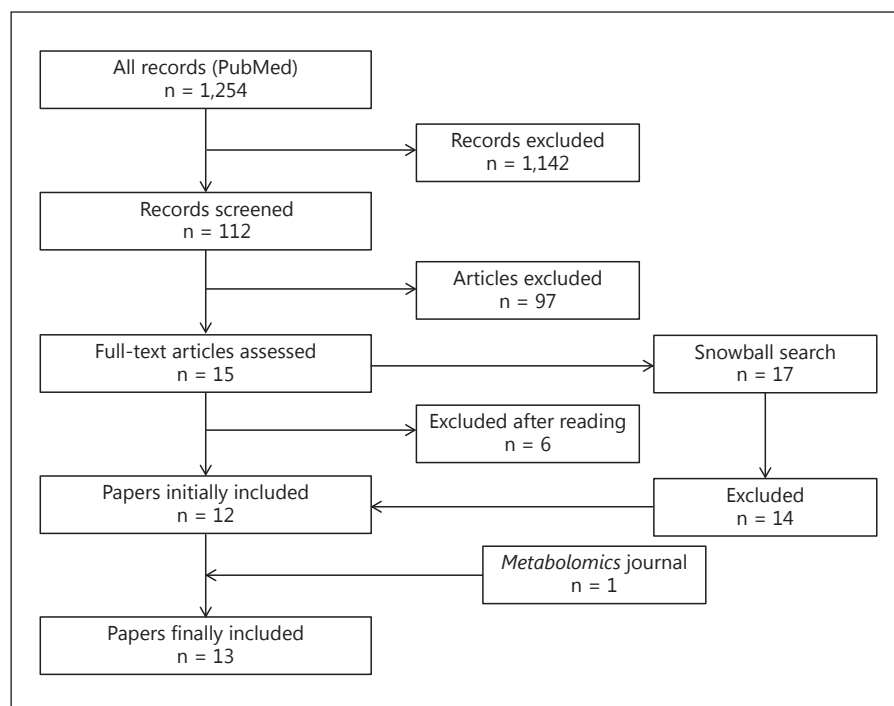 All records (PubMed)
n = 1,254
Records excluded
n = 1,142
Records screened
n = 112
Articles excluded
n = 97
Full-text articles assessed
n = 15
Snowball search
n = 17
Excluded after reading
n = 6
Papers initially included
n = 12
Excluded
n = 14
Metabolomics journal
n = 1
Papers finally included
n = 13